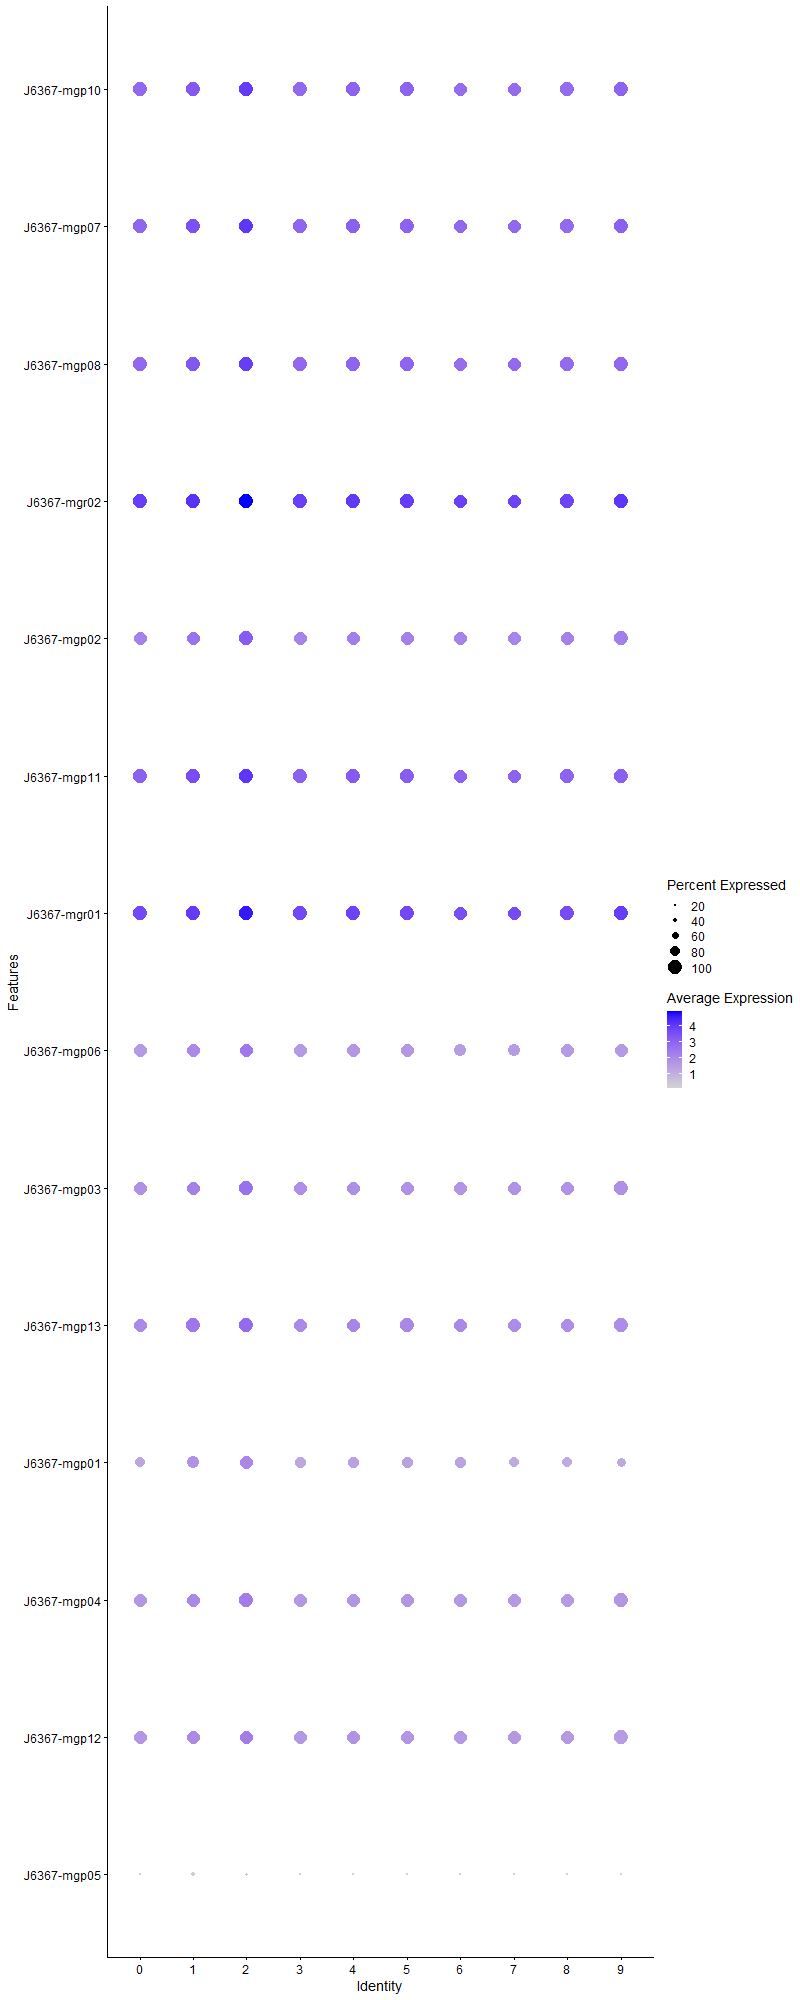 J6367-mgp10
J6367-mgp07
J6367-mgp08
J6367-mgr02
J6367-mgp02
J6367-mgp11
J6367-mgr01
J6367-mgp06
J6367-mgp03
J6367-mgp13
J6367-mgp01
J6367-mgp04
J6367-mgp12
J6367-mgp05
Features
0 1 2 3 4 5 6 7 8 9
Identity
Percent Expressed
20
40
60
80
100
Average Expression
4
3
2
1